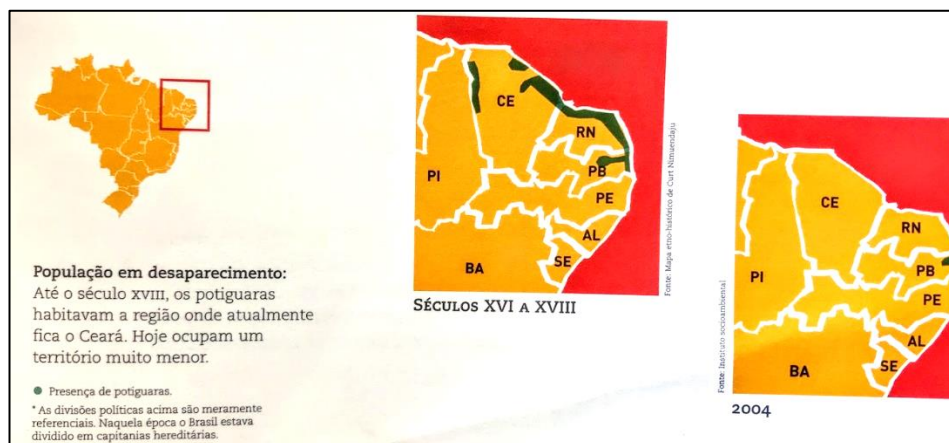 População em desaparecimento:
Até o século XVIII, os potiguaras
habitavam a região onde atualmente
fica o Ceará. Hoje ocupam um
território muito menor.
Presença de potiguaras.
* As divisões políticas acima são meramente
referenciais. Naquela época o Brasil estava
dividido em capitanias hereditárias.
CE
RN
PB
PI
PE
AL
SE
BA
SÉCULOS XVI A XVIII
Fonte: Mapa etno-histórico de Curt Nimuendaju
CE
RN
PB
PI
PE
AL
SE
BA
2004
Fonte: Instituto socioambiental